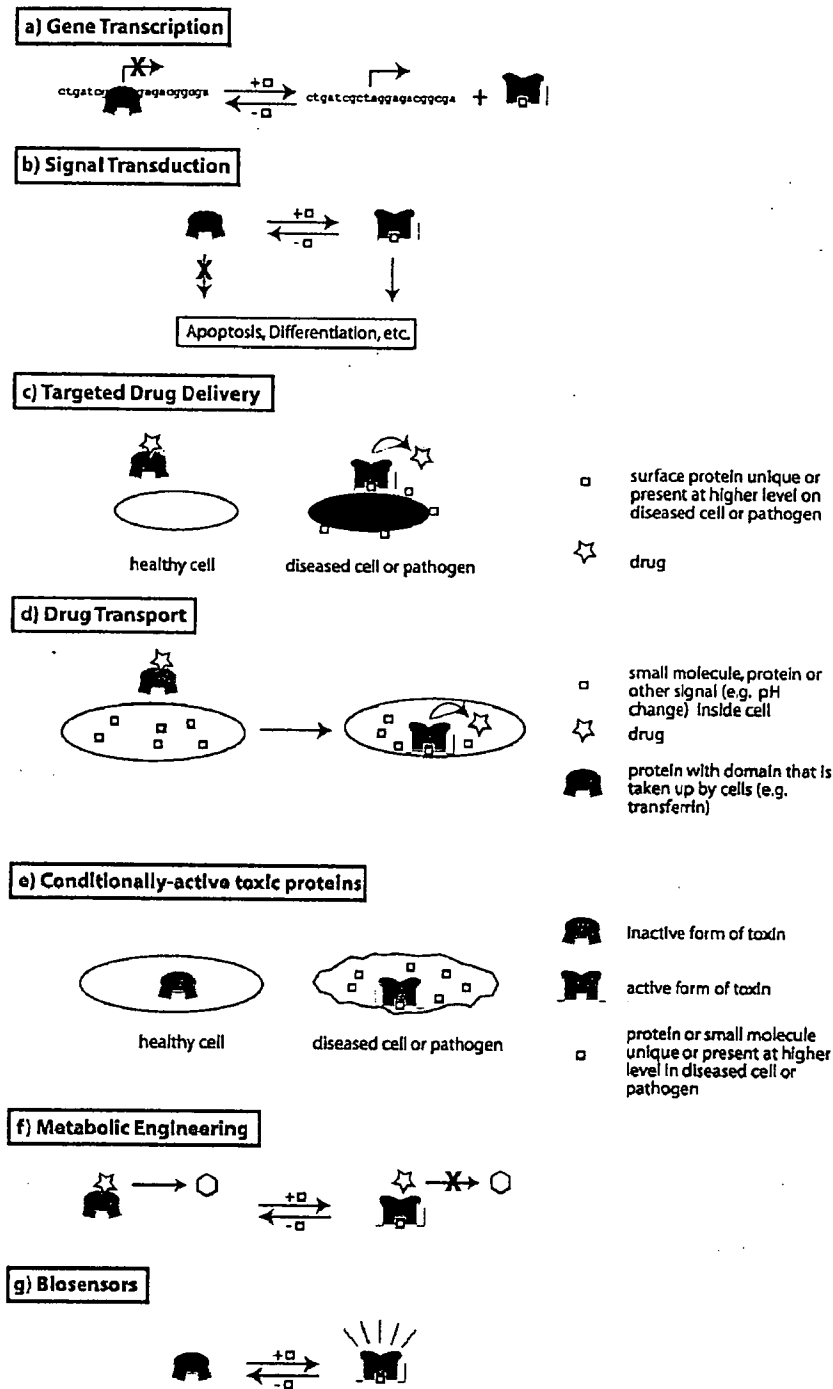 a) Gene Transcription
X
+□
ctgatcg gagacggcga
ctgatcgctaggagacggcga
+
-□
b) Signal Transduction
+□
-□
X
Apoptosis, Differentiation, etc.
c) Targeted Drug Delivery
surface protein unique or
present at higher level on
diseased cell or pathogen
healthy cell
diseased cell or pathogen
drug
d) Drug Transport
small molecule, protein or
other signal (e.g. pH
change) inside cell
drug
protein with domain that is
taken up by cells (e.g.
transferrin)
e) Conditionally-active toxic proteins
inactive form of toxin
active form of toxin
healthy cell
diseased cell or pathogen
protein or small molecule
unique or present at higher
level in diseased cell or
pathogen
f) Metabolic Engineering
+□
X
-□
g) Biosensors
+□
-□